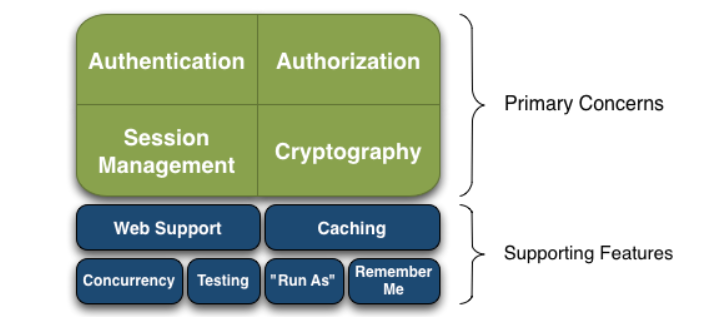 Authentication
Authorization
Session
Management
Cryptography
Primary Concerns
Web Support
Caching
Concurrency
Testing
"Run As"
Remember
Me
Supporting Features